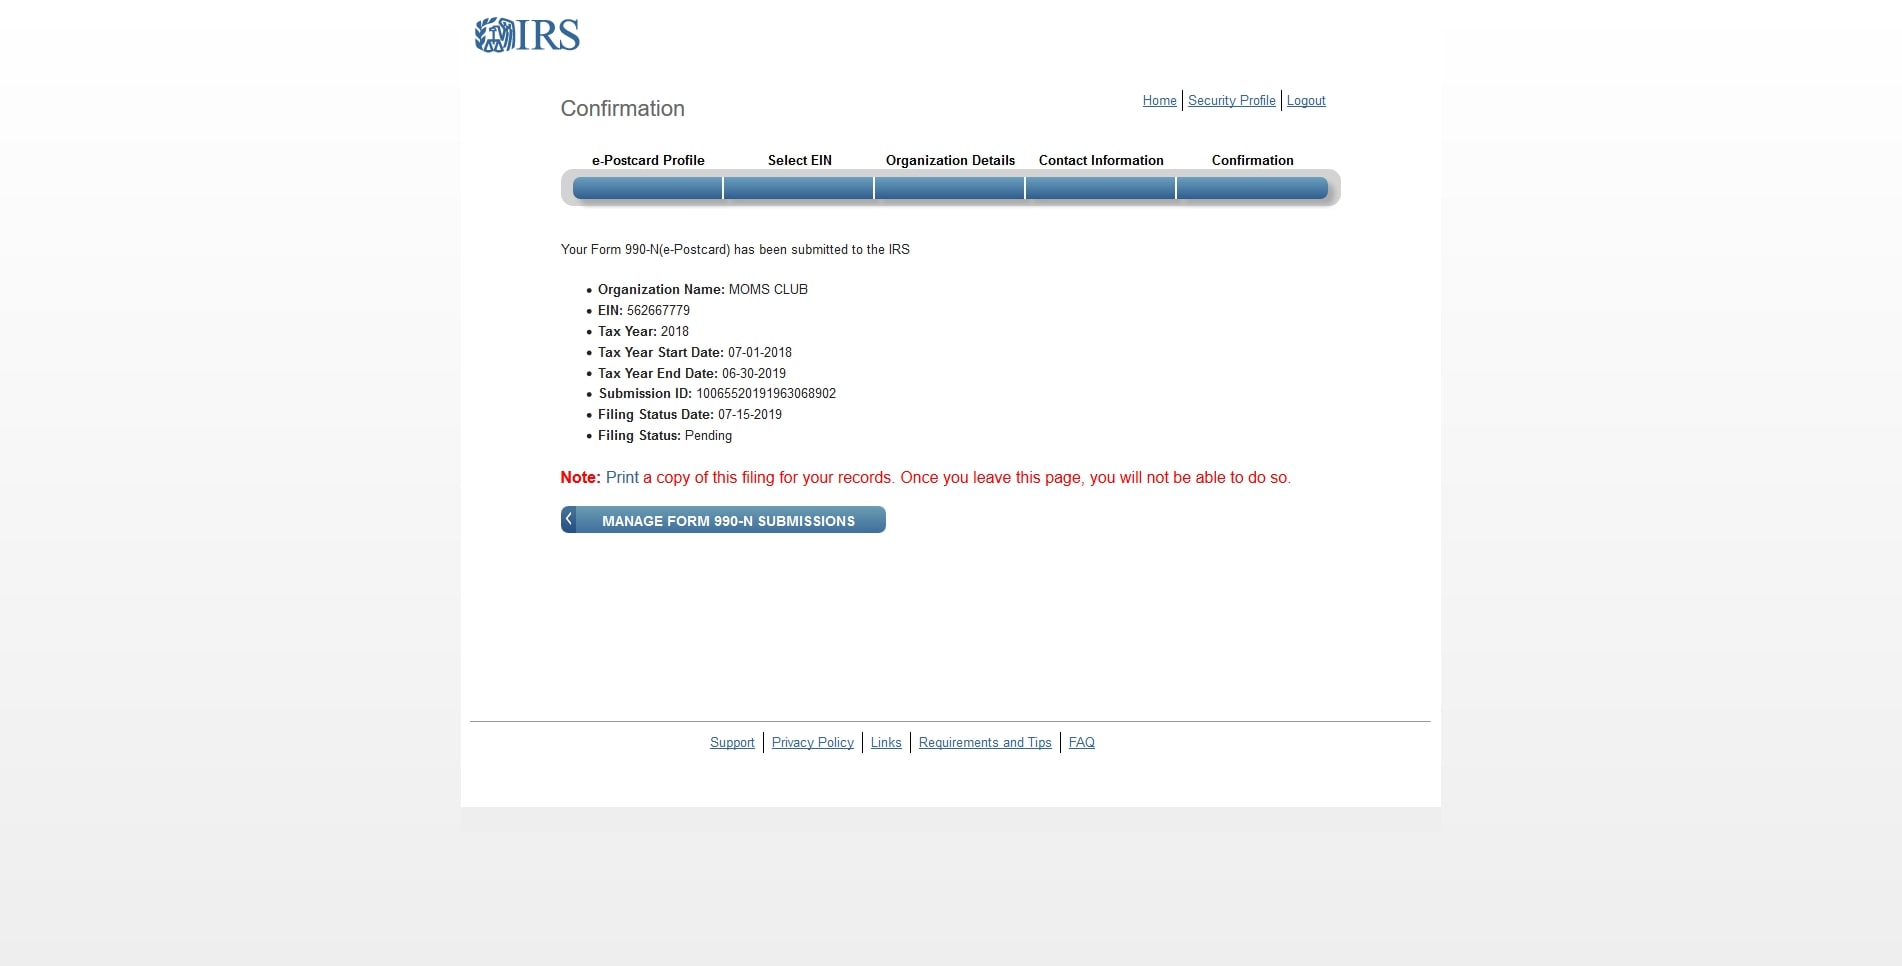 IRS
Home Security Profile Logout
Confirmation
e-Postcard Profile Select EIN Organization Details Contact Information Confirmation
Your Form 990-N(e-Postcard) has been submitted to the IRS
• Organization Name: MOMS CLUB
• EIN: 562667779
• Tax Year: 2018
• Tax Year Start Date: 07-01-2018
• Tax Year End Date: 06-30-2019
• Submission ID: 10065520191963068902
• Filing Status Date: 07-15-2019
• Filing Status: Pending
Note: Print a copy of this filing for your records. Once you leave this page, you will not be able to do so.
MANAGE FORM 990-N SUBMISSIONS
Support Privacy Policy Links Requirements and Tips FAQ